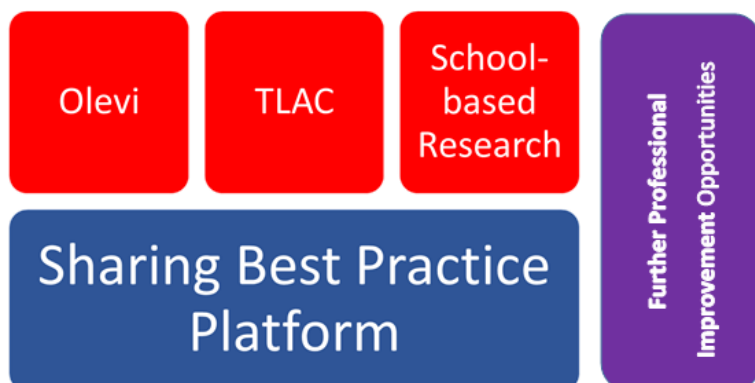 Olevi
TLAC
School-
based
Research
Sharing Best Practice
Platform
Further Professional
Improvement Opportunities